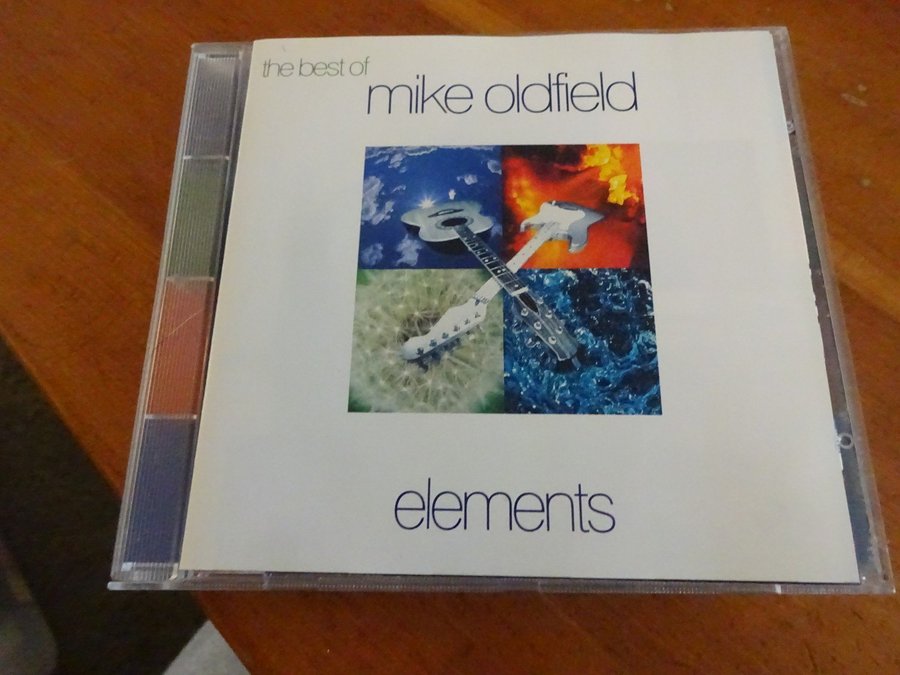 the best of
mike oldfield
elements